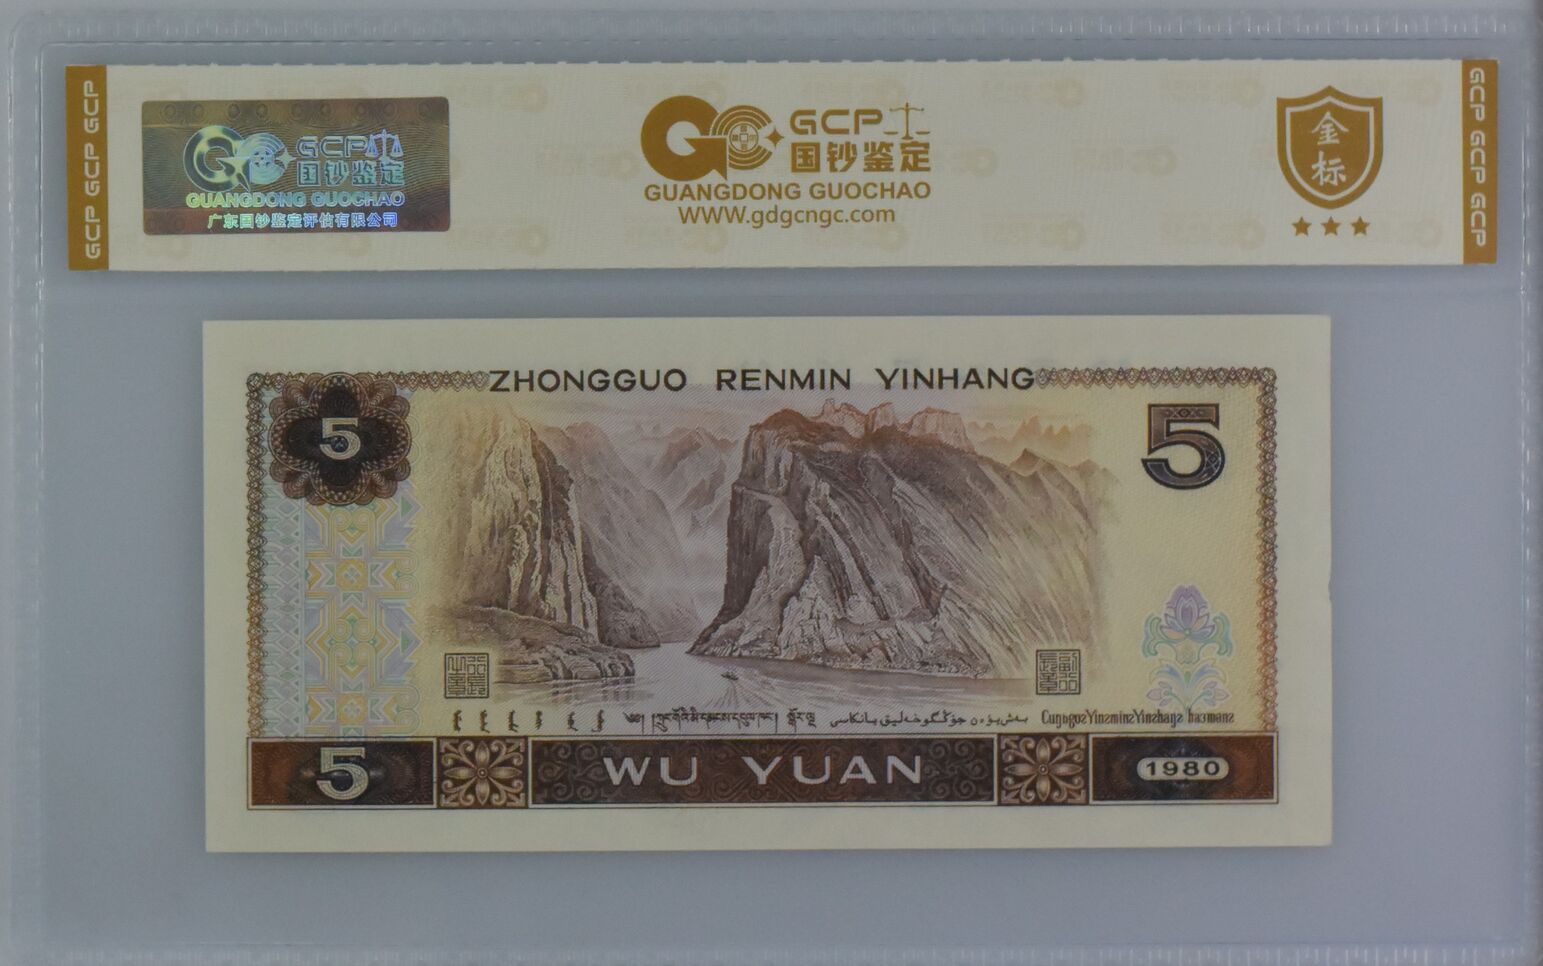 GCP GCP GCP
GCP
国钞鉴定
GUANGDONG GUOCHAO
广东国钞鉴定评估有限公司
GCP
国钞鉴定
GUANGDONG GUOCHAO
WWW.gdgcngc.com
金标
GCP GCP GCP
ZHONGGUO RENMIN YINHANG
5
5
CungguzYinzminzYinzhangz hajmanz
5
WU YUAN
1980